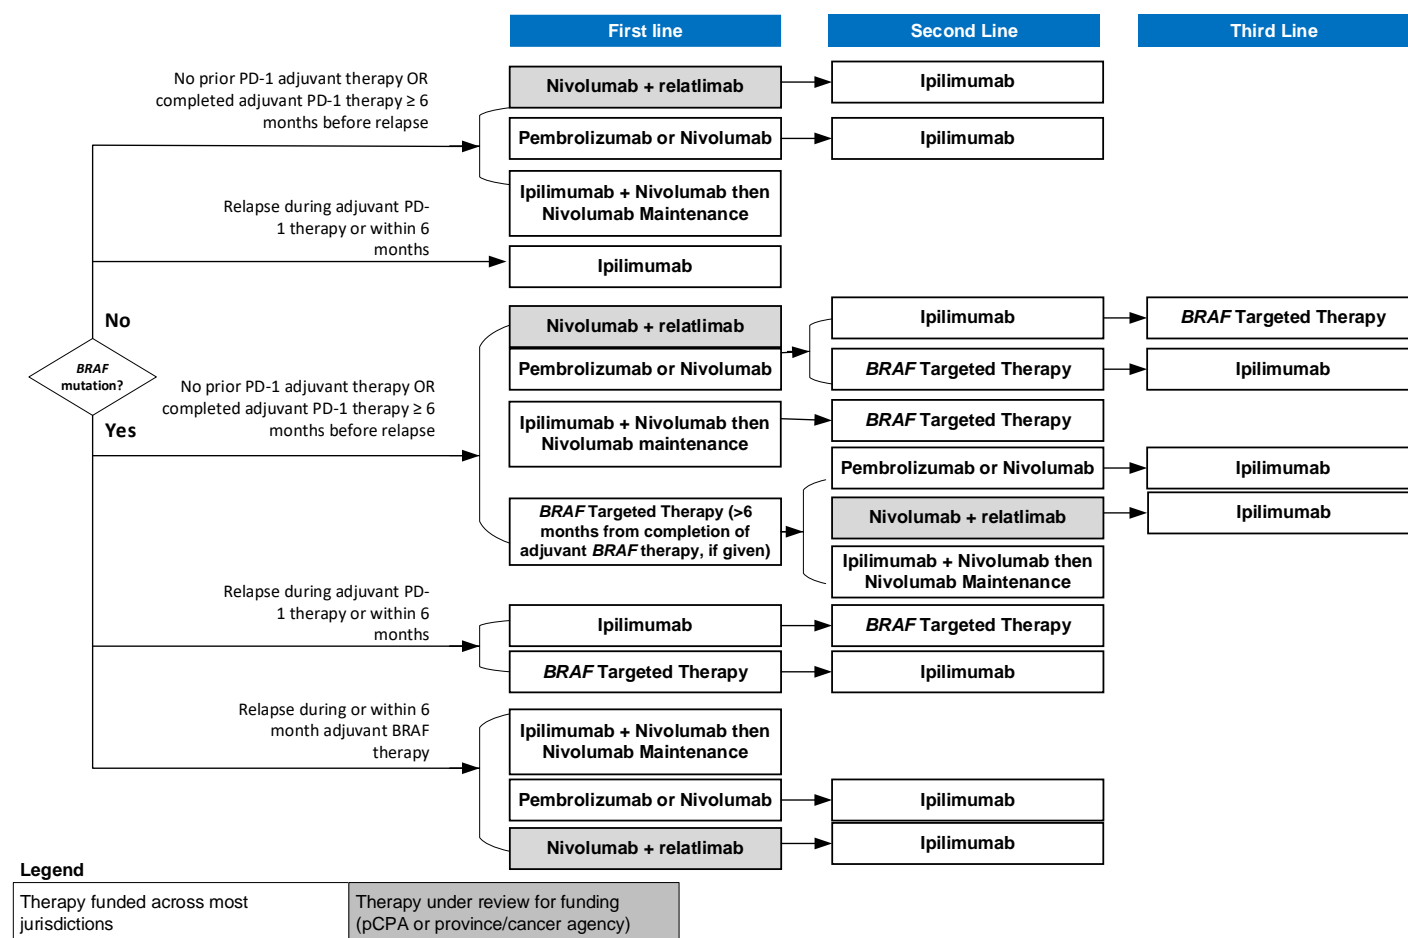 First line
Second Line
Third Line
No prior PD-1 adjuvant therapy OR
completed adjuvant PD-1 therapy ≥ 6
months before relapse
Nivolumab + relatlimab
Ipilimumab
Pembrolizumab or Nivolumab
Ipilimumab
Ipilimumab + Nivolumab then
Nivolumab Maintenance
Relapse during adjuvant PD-
1 therapy or within 6
months
Ipilimumab
No
BRAF
mutation?
Yes
No prior PD-1 adjuvant therapy OR
completed adjuvant PD-1 therapy ≥ 6
months before relapse
Nivolumab + relatlimab
Pembrolizumab or Nivolumab
Ipilimumab
BRAF Targeted Therapy
BRAF Targeted Therapy
Ipilimumab
Ipilimumab + Nivolumab then
Nivolumab maintenance
BRAF Targeted Therapy
BRAF Targeted Therapy (>6
months from completion of
adjuvant BRAF therapy, if given)
Pembrolizumab or Nivolumab
Ipilimumab
Nivolumab + relatlimab
Ipilimumab
Ipilimumab + Nivolumab then
Nivolumab Maintenance
Relapse during adjuvant PD-
1 therapy or within 6
months
Ipilimumab
BRAF Targeted Therapy
BRAF Targeted Therapy
Ipilimumab
Relapse during or within 6
month adjuvant BRAF
therapy
Ipilimumab + Nivolumab then
Nivolumab Maintenance
Pembrolizumab or Nivolumab
Ipilimumab
Nivolumab + relatlimab
Ipilimumab
Legend
Therapy funded across most
jurisdictions
Therapy under review for funding
(pCPA or province/cancer agency)